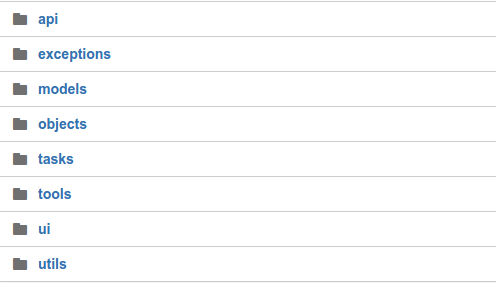 api
exceptions
models
objects
tasks
tools
ui
utils